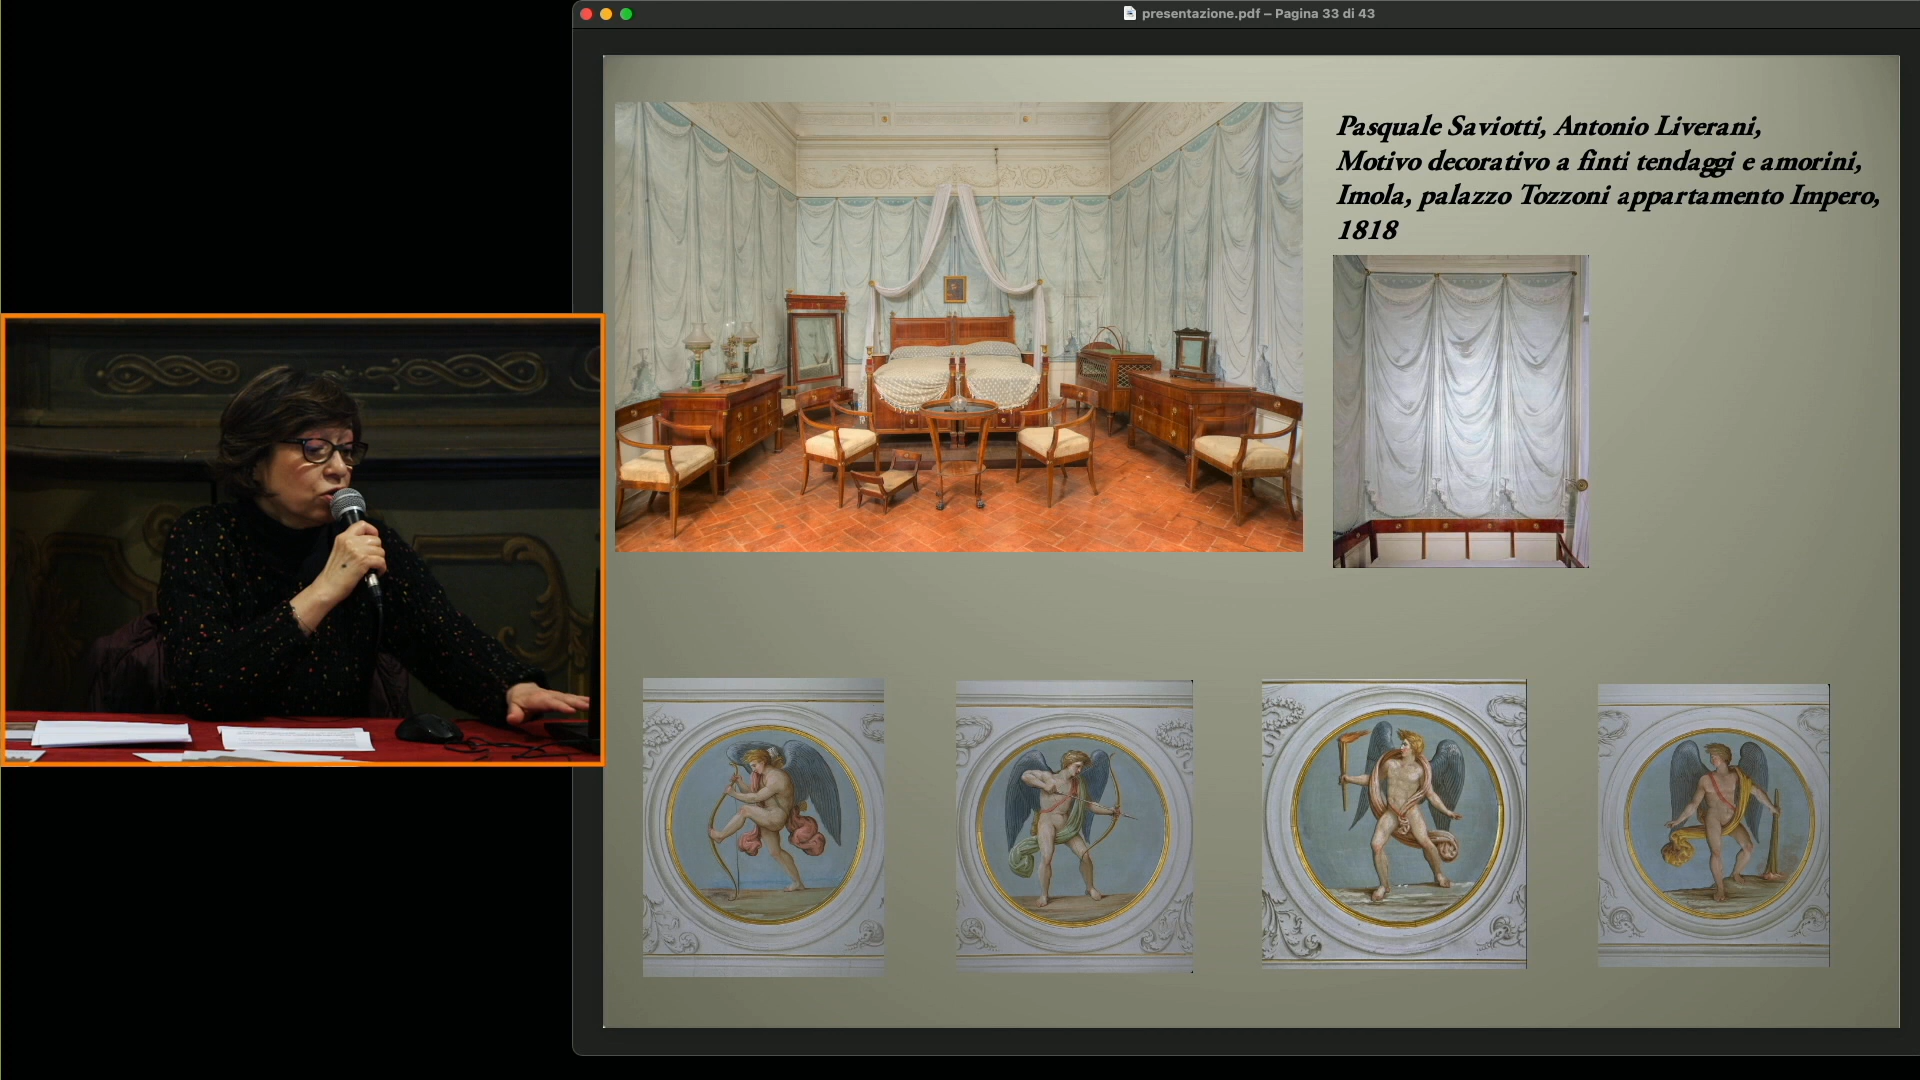 presentazione.pdf – Pagina 33 di 43
Pasquale Saviotti, Antonio Liverani,
Motivo decorativo a finti tendaggi e amorini,
Imola, palazzo Tozzoni appartamento Impero,
1818